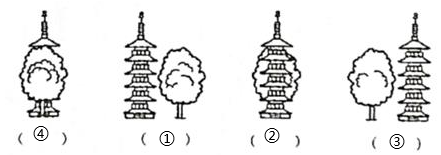 ( ④ ) ( ① ) ( ② ) ( ③ )